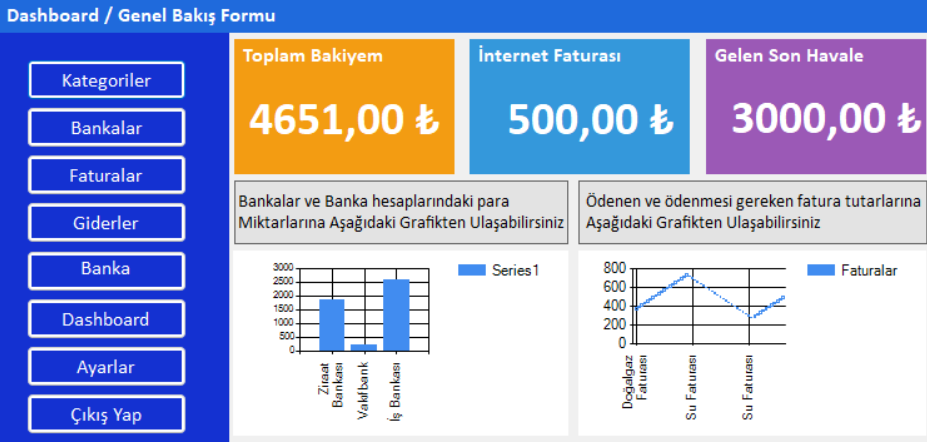 Dashboard / Genel Bakış Formu
Kategoriler
Bankalar
Faturalar
Giderler
Banka
Dashboard
Ayarlar
Çıkış Yap
Toplam Bakiyem
4651,00 ₺
İnternet Faturası
500,00 ₺
Gelen Son Havale
3000,00 ₺
Bankalar ve Banka hesaplarındaki para
Miktarlarına Aşağıdaki Grafikten Ulaşabilirsiniz
Ödenen ve ödenmesi gereken fatura tutarlarına
Aşağıdaki Grafikten Ulaşabilirsiniz
3000
2500
2000
1500
1000
500
0
Ziraat
Bankası
Vakıfbank
İş Bankası
Series1
800
600
400
200
0
Doğalgaz
Faturası
Su Faturası
Su Faturası
Faturalar